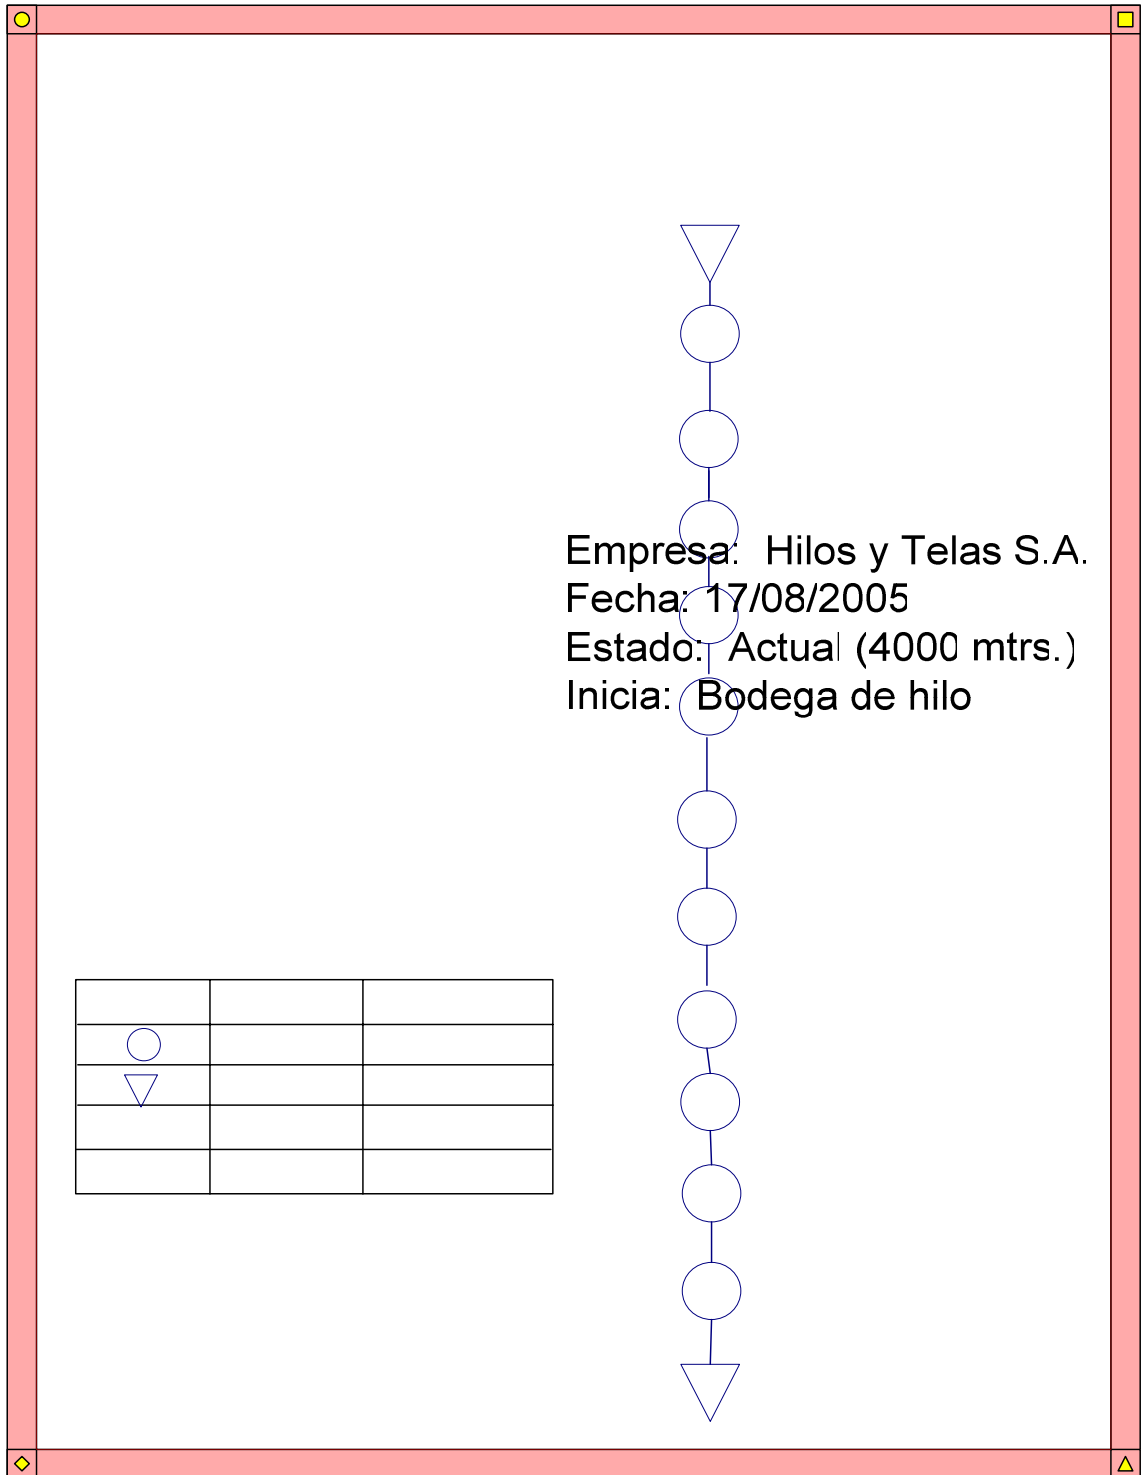 Empresa:  Hilos y Telas S.A.
Fecha: 17/08/2005
Estado:  Actual (4000 mtrs.)
Inicia:  Bodega de hilo